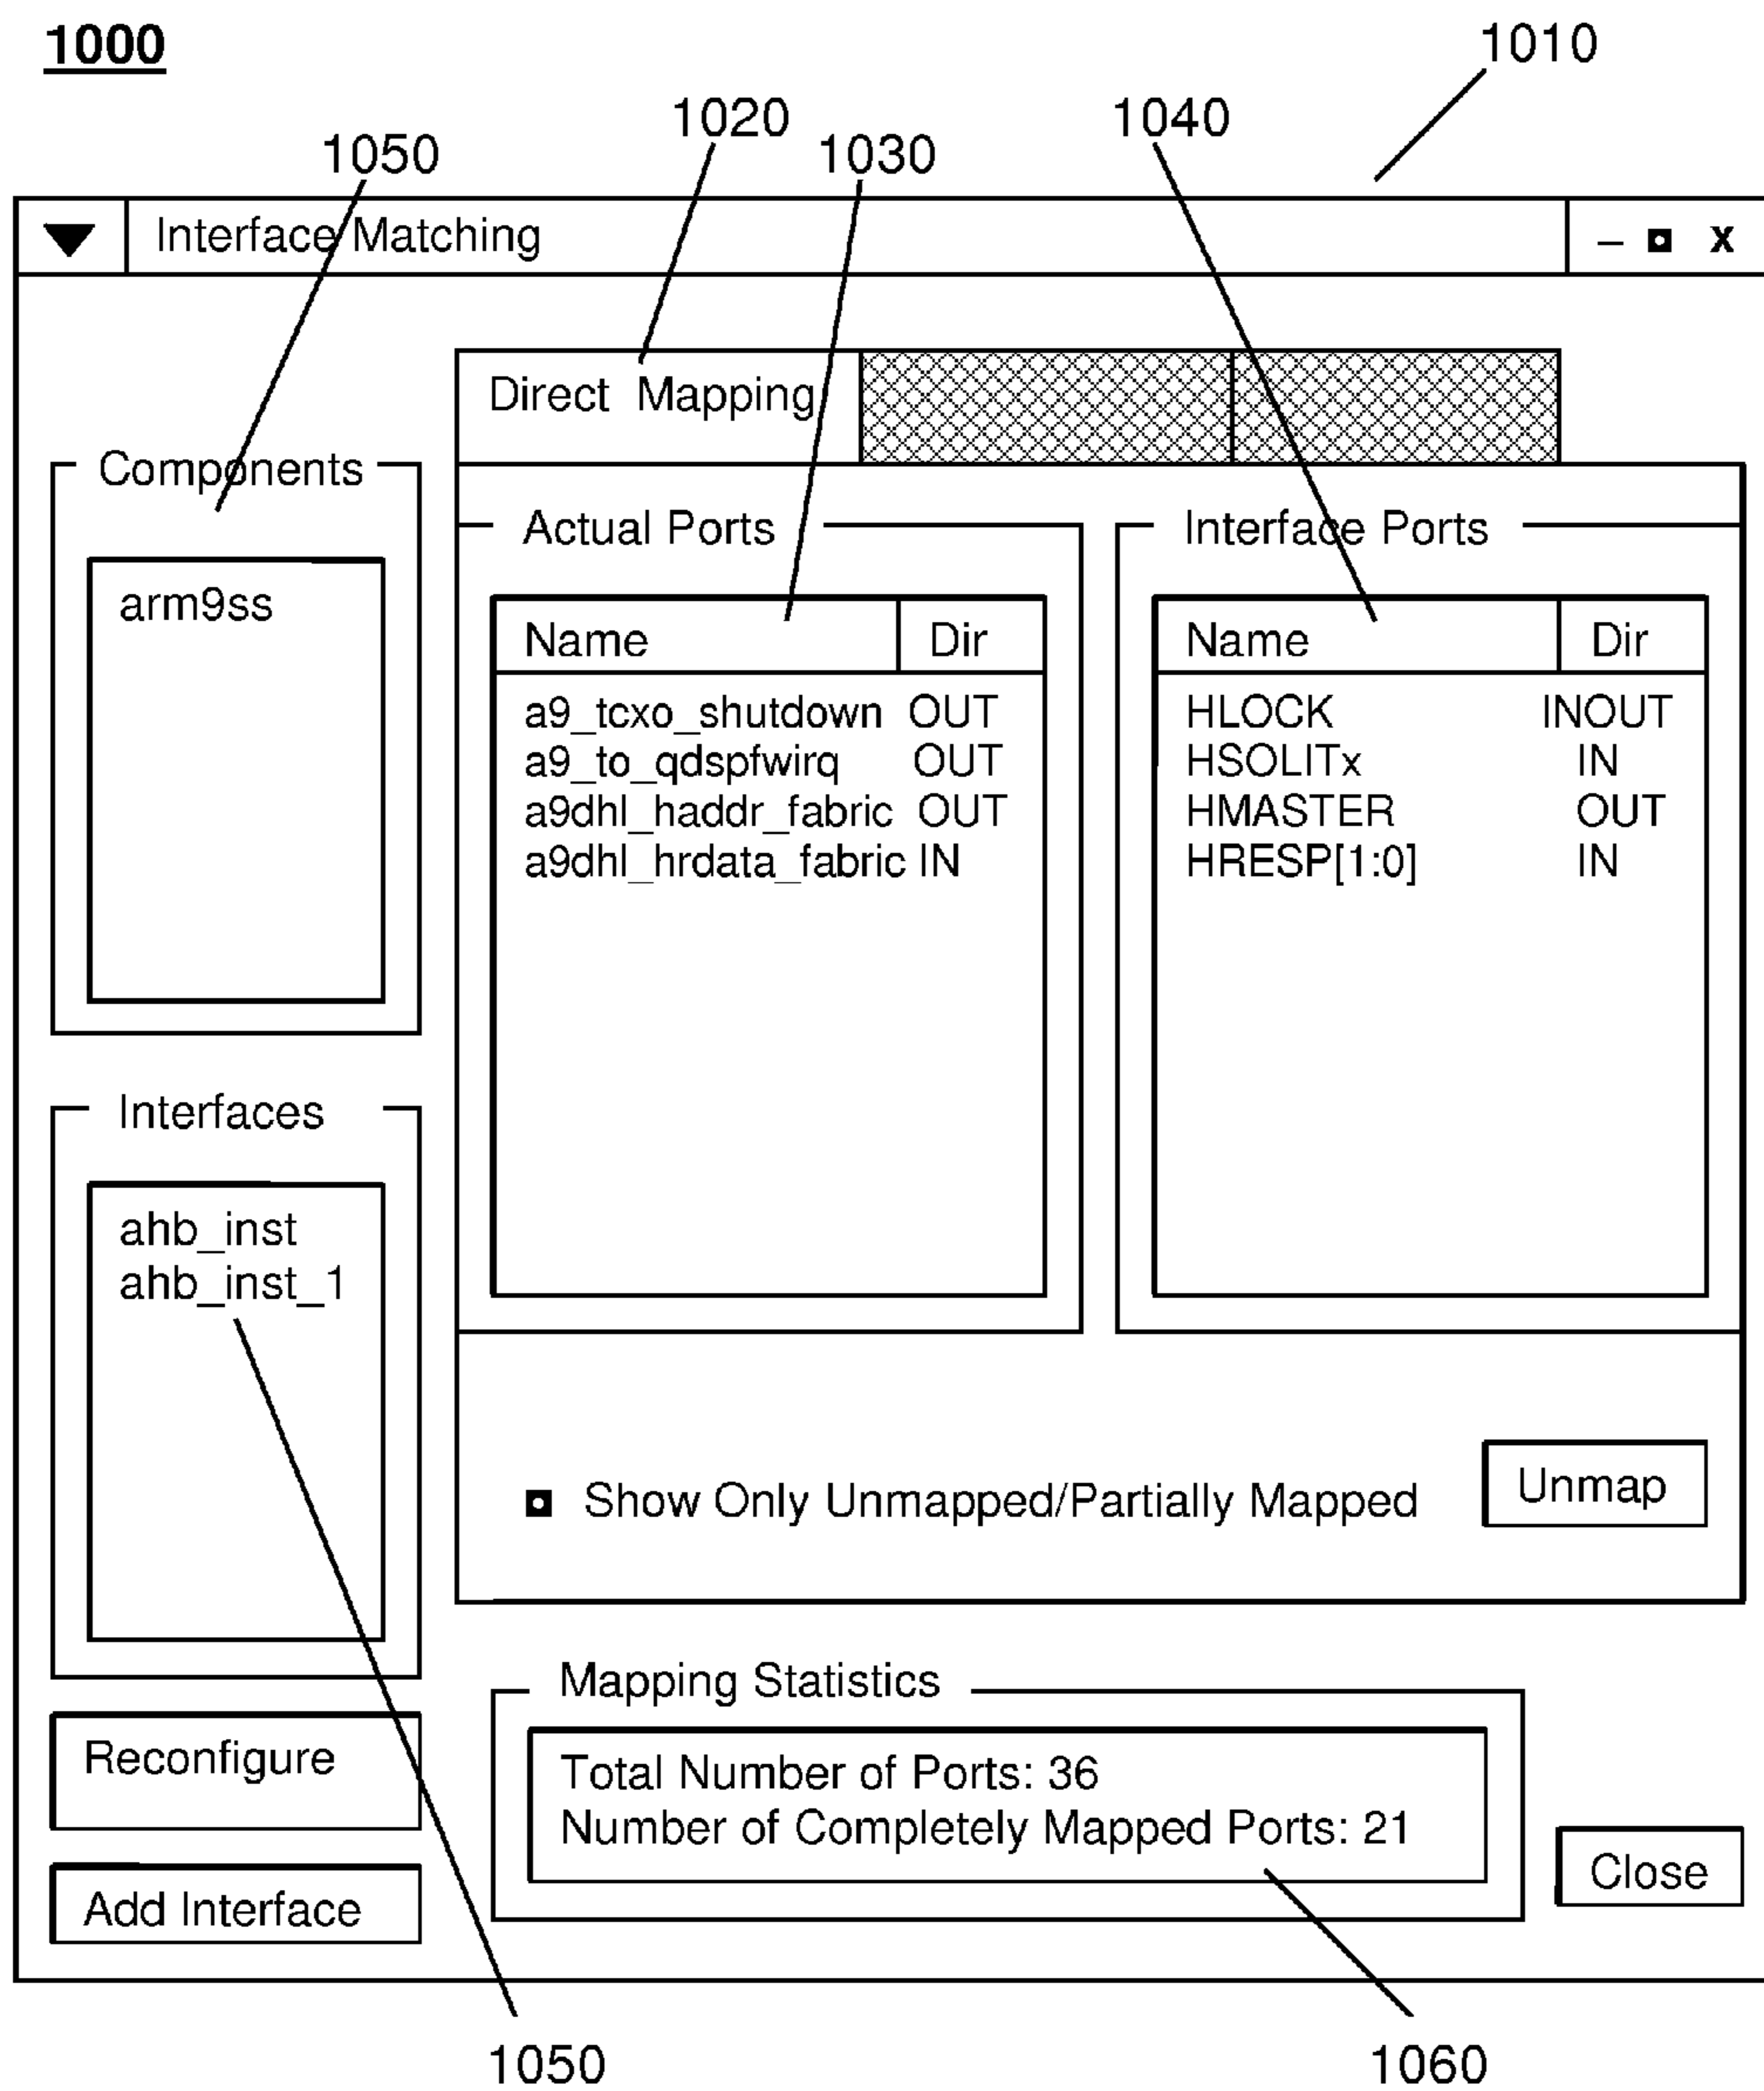 1000
1010
1020
1040
1050
1030
Interface Matching
– x
Direct Mapping
Components
Actual Ports
Interface Ports
arm9ss
Name Dir
Name Dir
a9_tcxo_shutdown OUT
a9_to_qdspfwirq OUT
a9dhl_haddr_fabric OUT
a9dhl_hrdata_fabric IN
HLOCK INOUT
HSOLITx IN
HMASTER OUT
HRESP[1:0] IN
Interfaces
ahb_inst
ahb_inst_1
Show Only Unmapped/Partially Mapped
Unmap
Mapping Statistics
Total Number of Ports: 36
Number of Completely Mapped Ports: 21
Reconfigure
Add Interface
Close
1050
1060